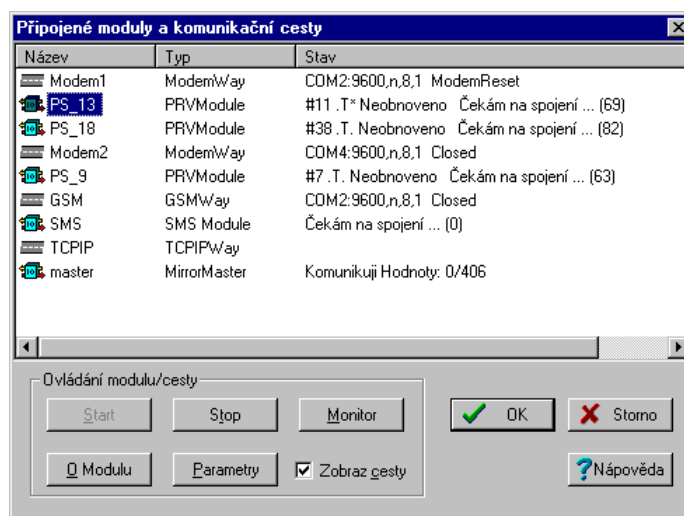 Připojené moduly a komunikační cesty
Název Typ Stav
Modem1 ModemWay COM2:9600,n,8,1 ModemReset
PS_13 PRVModule #11 .T* Neobnoveno Čekám na spojení ... (69)
PS_18 PRVModule #38 .T. Neobnoveno Čekám na spojení ... (82)
Modem2 ModemWay COM4:9600,n,8,1 Closed
PS_9 PRVModule #7 .T. Neobnoveno Čekám na spojení ... (63)
GSM GSMWay COM2:9600,n,8,1 Closed
SMS SMS Module Čekám na spojení ... (0)
TCPIP TCPIPWay
master MirrorMaster Komunikuji Hodnoty: 0/406
Ovládání modulu/cesty
Start Stop Monitor OK Storno
O Modulu Parametry Zobraz cesty Nápověda